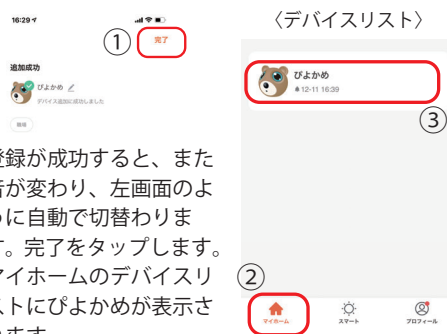 16:29
① 完了
追加成功
ぴよかめ
デバイス追加に成功しました
登録が成功すると、また
音が変わり、左画面のよ
うに自動で切替わりま
す。完了をタップします。
マイホームのデバイスリ
ストにぴよかめが表示さ
〈デバイスリスト〉
ぴよかめ
12-11 16:39
③
②
マイホーム
スマート
プロフィール